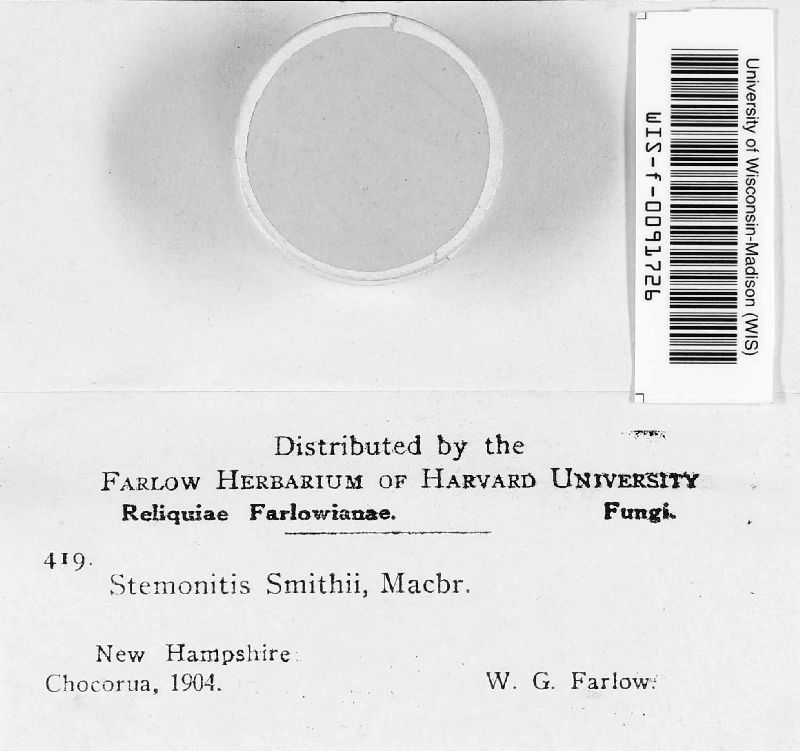 University of Wisconsin-Madison (WIS)
WIS-f-0091726
Distributed by the
FARLOW HERBARIUM OF HARVARD UNIVERSITY
Reliquiae Farlowianae. Fungi.
419.
Stemonitis Smithii, Macbr.
New Hampshire
Chocorua, 1904. W. G. Farlow.